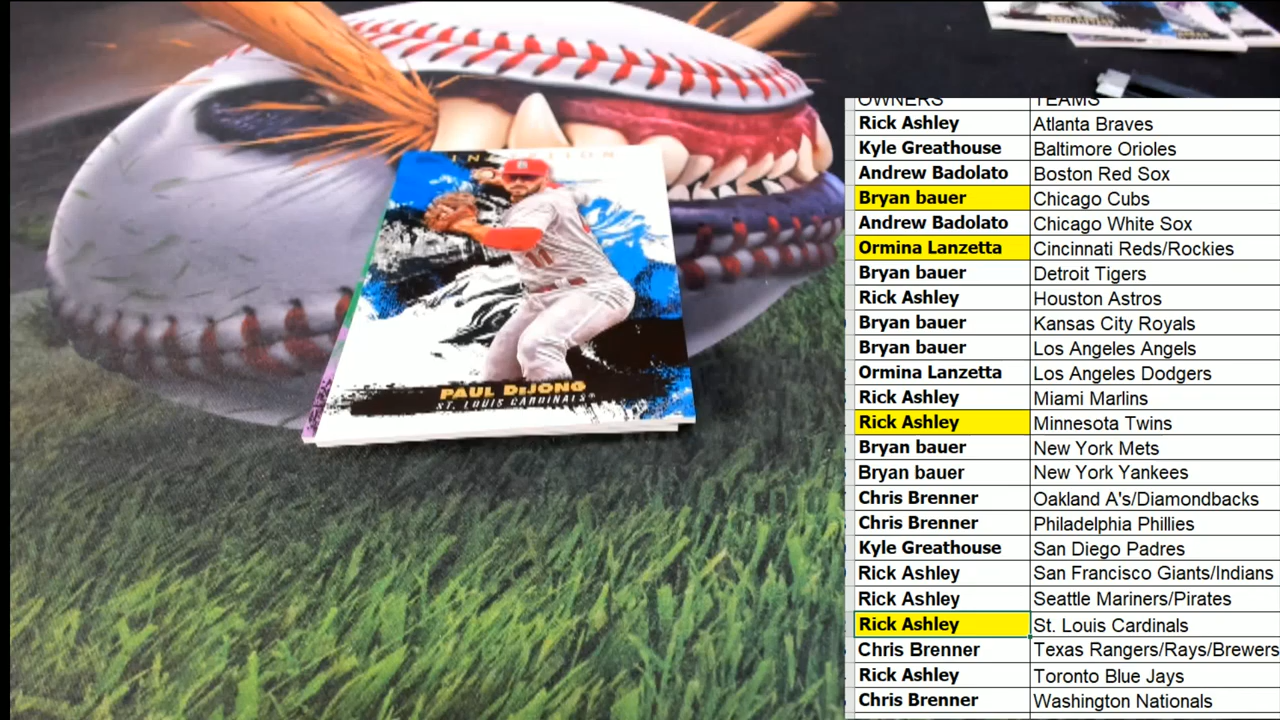 INCEPTION
PAUL DeJONG
ST. LOUIS CARDINALS®
OWNERS TEAMS
Rick Ashley Atlanta Braves
Kyle Greathouse Baltimore Orioles
Andrew Badolato Boston Red Sox
Bryan bauer Chicago Cubs
Andrew Badolato Chicago White Sox
Ormina Lanzetta Cincinnati Reds/Rockies
Bryan bauer Detroit Tigers
Rick Ashley Houston Astros
Bryan bauer Kansas City Royals
Bryan bauer Los Angeles Angels
Ormina Lanzetta Los Angeles Dodgers
Rick Ashley Miami Marlins
Rick Ashley Minnesota Twins
Bryan bauer New York Mets
Bryan bauer New York Yankees
Chris Brenner Oakland A's/Diamondbacks
Chris Brenner Philadelphia Phillies
Kyle Greathouse San Diego Padres
Rick Ashley San Francisco Giants/Indians
Rick Ashley Seattle Mariners/Pirates
Rick Ashley St. Louis Cardinals
Chris Brenner Texas Rangers/Rays/Brewers
Rick Ashley Toronto Blue Jays
Chris Brenner Washington Nationals